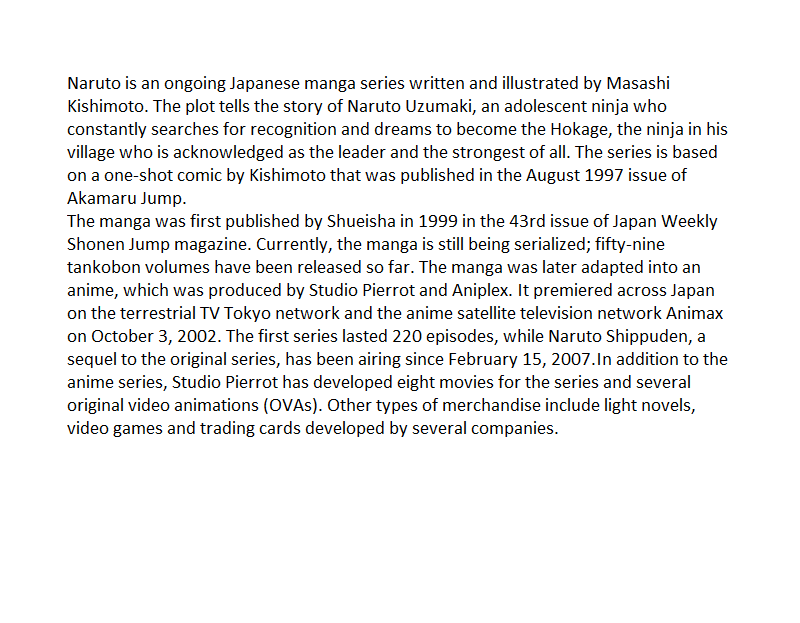 Naruto is an ongoing Japanese manga series written and illustrated by Masashi
Kishimoto. The plot tells the story of Naruto Uzumaki, an adolescent ninja who
constantly searches for recognition and dreams to become the Hokage, the ninja in his
village who is acknowledged as the leader and the strongest of all. The series is based
on a one-shot comic by Kishimoto that was published in the August 1997 issue of
Akamaru Jump.
The manga was first published by Shueisha in 1999 in the 43rd issue of Japan Weekly
Shonen Jump magazine. Currently, the manga is still being serialized; fifty-nine
tankobon volumes have been released so far. The manga was later adapted into an
anime, which was produced by Studio Pierrot and Aniplex. It premiered across Japan
on the terrestrial TV Tokyo network and the anime satellite television network Animax
on October 3, 2002. The first series lasted 220 episodes, while Naruto Shippuden, a
sequel to the original series, has been airing since February 15, 2007.In addition to the
anime series, Studio Pierrot has developed eight movies for the series and several
original video animations (OVAs). Other types of merchandise include light novels,
video games and trading cards developed by several companies.